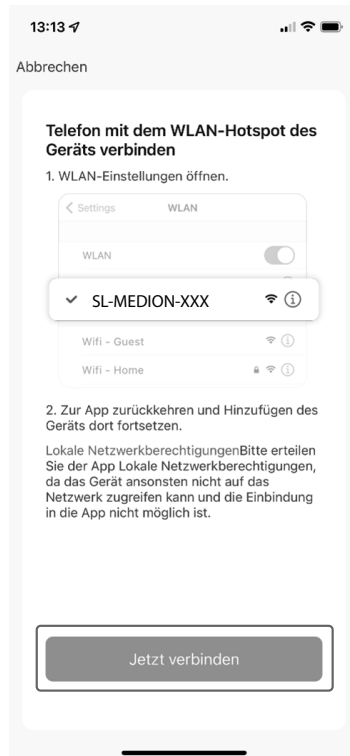 13:13
Abbrechen
Telefon mit dem WLAN-Hotspot des
Geräts verbinden
1. WLAN-Einstellungen öffnen.
Settings WLAN
WLAN
SL-MEDION-XXX
Wifi - Guest
Wifi - Home
2. Zur App zurückkehren und Hinzufügen des
Geräts dort fortsetzen.
Lokale NetzwerkberechtigungenBitte erteilen
Sie der App Lokale Netzwerkberechtigungen,
da das Gerät ansonsten nicht auf das
Netzwerk zugreifen kann und die Einbindung
in die App nicht möglich ist.
Jetzt verbinden